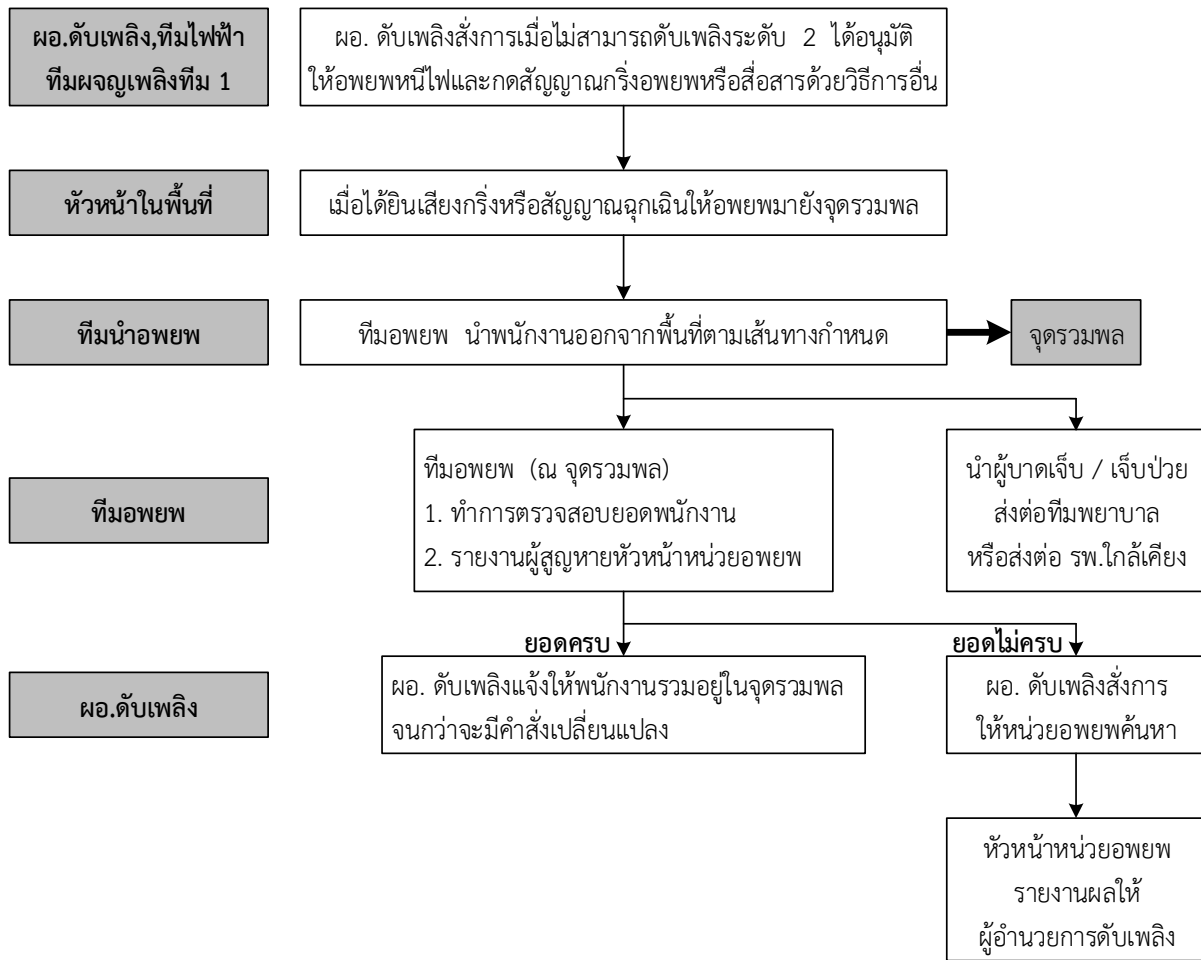 ผอ.ดับเพลิง,ทีมไฟฟ้า
ทีมผจญเพลิงทีม 1
ผอ. ดับเพลิงสั่งการเมื่อไม่สามารถดับเพลิงระดับ 2 ได้อนุมัติ
ให้อพยพหนีไฟและกดสัญญาณกริ่งอพยพหรือสื่อสารด้วยวิธีการอื่น
หัวหน้าในพื้นที่
เมื่อได้ยินเสียงกริ่งหรือสัญญาณฉุกเฉินให้อพยพมายังจุดรวมพล
ทีมนำอพยพ
ทีมอพยพ นำพนักงานออกจากพื้นที่ตามเส้นทางกำหนด
จุดรวมพล
ทีมอพยพ
ทีมอพยพ (ณ จุดรวมพล)
1. ทำการตรวจสอบยอดพนักงาน
2. รายงานผู้สูญหายหัวหน้าหน่วยอพยพ
นำผู้บาดเจ็บ / เจ็บป่วย
ส่งต่อทีมพยาบาล
หรือส่งต่อ รพ.ใกล้เคียง
ยอดครบ
ยอดไม่ครบ
ผอ.ดับเพลิง
ผอ. ดับเพลิงแจ้งให้พนักงานรวมอยู่ในจุดรวมพล
จนกว่าจะมีคำสั่งเปลี่ยนแปลง
ผอ. ดับเพลิงสั่งการ
ให้หน่วยอพยพค้นหา
หัวหน้าหน่วยอพยพ
รายงานผลให้
ผู้อำนวยการดับเพลิง